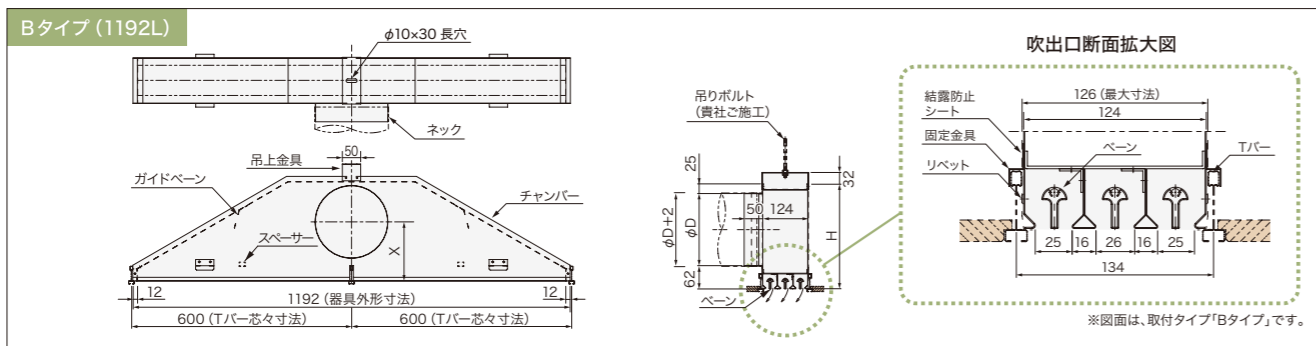 Bタイプ(1192L)
φ10×30 長穴
ネック
50
吊上金具
ガイドベーン
チャンバー
スペーサー
X
12
1192(器具外形寸法)
12
600(Tバー芯々寸法)
600(Tバー芯々寸法)
吊りボルト
(貴社ご施工)
25
32
50
124
φD+2
φD
H
62
ベーン
吹出口断面拡大図
結露防止
シート
126(最大寸法)
124
固定金具
ベーン
Tバー
リベット
25
16
26
16
25
134
※図面は、取付タイプ「Bタイプ」です。